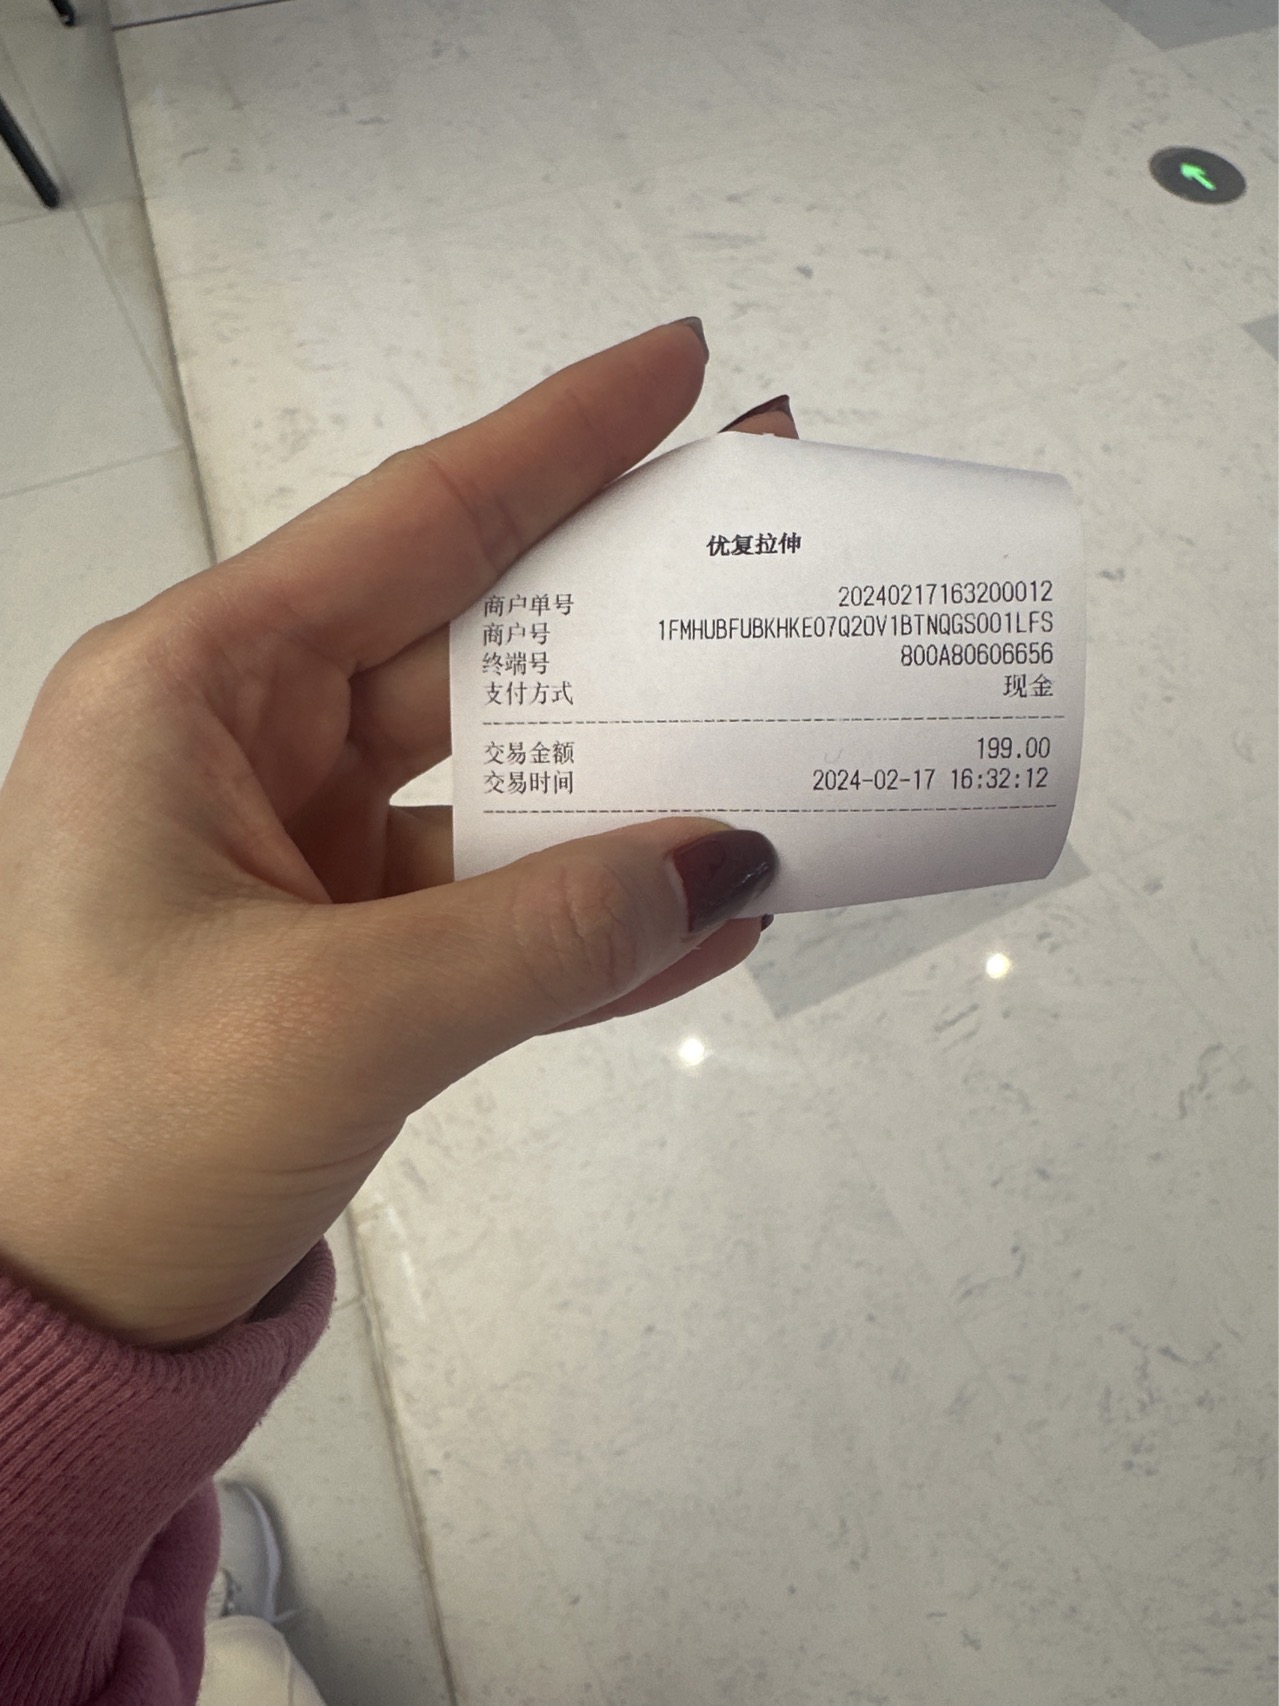 优复拉伸
商户单号 20240217163200012
商户号 1FMHUBFUBKHKE07Q20V1BTNQGS001LFS
终端号 800A80606656
支付方式 现金
交易金额 199.00
交易时间 2024-02-17 16:32:12